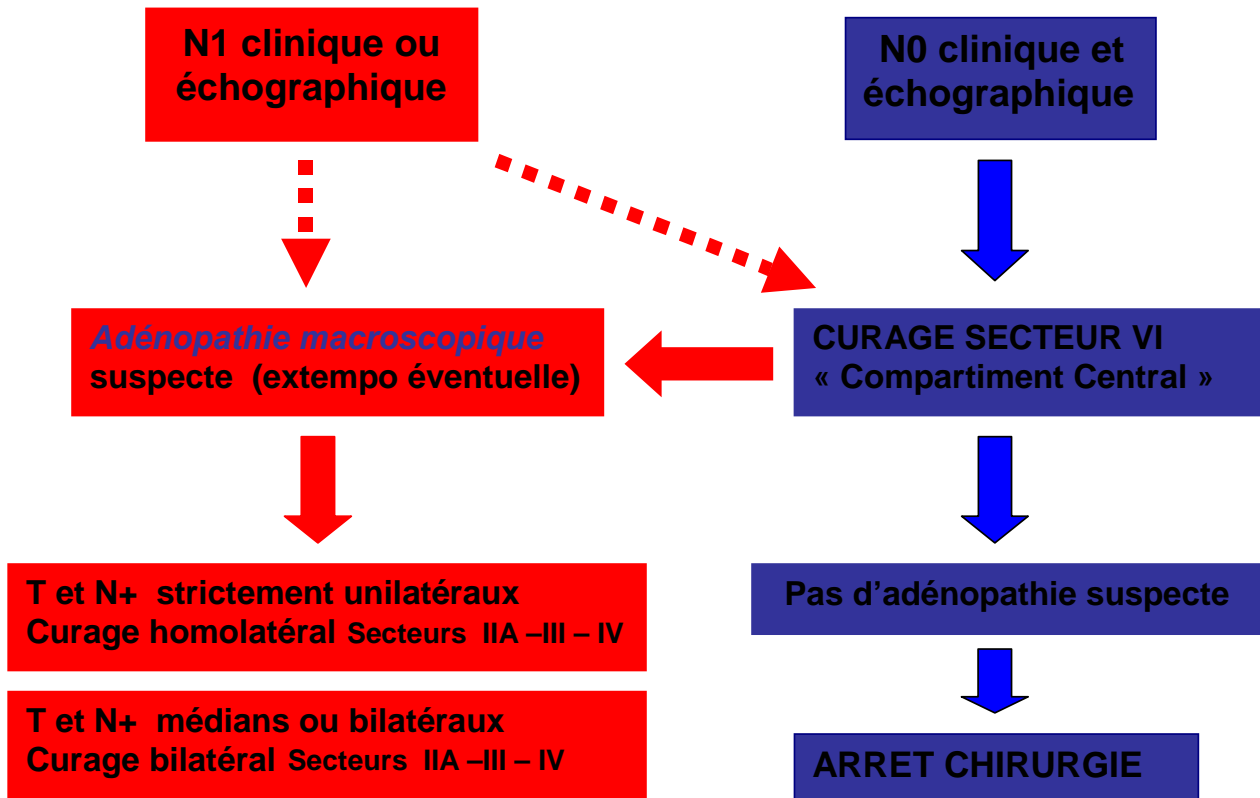 N1 clinique ou
échographique
N0 clinique et
échographique
Adénopathie macroscopique
suspecte (extempo éventuelle)
CURAGE SECTEUR VI
« Compartiment Central »
T et N+ strictement unilatéraux
Curage homolatéral Secteurs IIA –III – IV
Pas d’adénopathie suspecte
T et N+ médians ou bilatéraux
Curage bilatéral Secteurs IIA –III – IV
ARRET CHIRURGIE